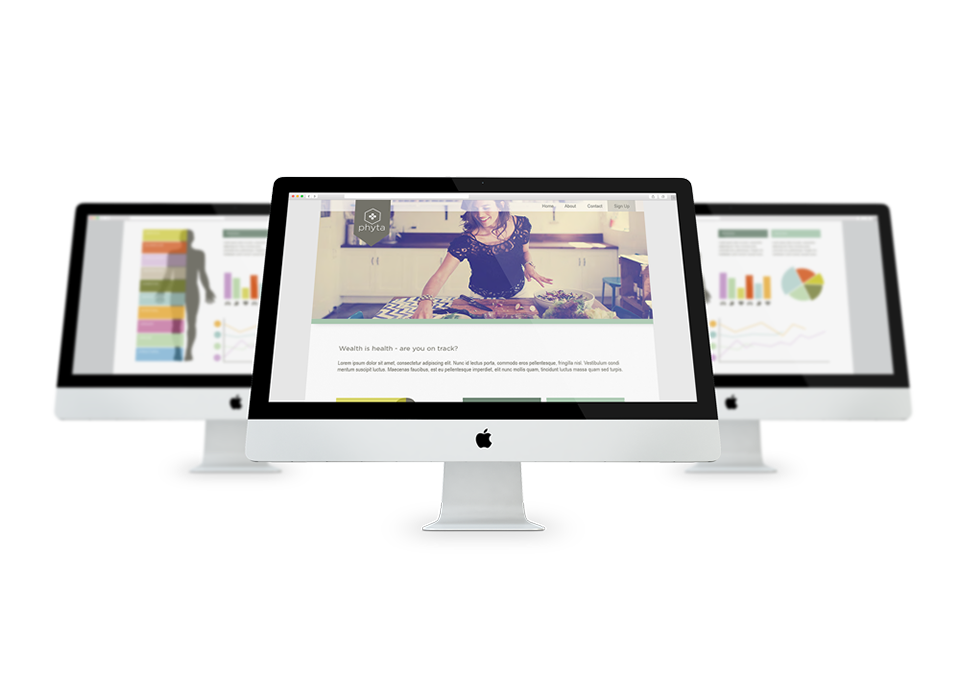 Home
About
Contact
Sign Up
phyta
Wealth is health - are you on track?
Lorem ipsum dolor sit amet, consectetur adipiscing elit. Nunc id lectus porta, commodo eros pellentesque, fringilla nisl. Vestibulum sondi
mentum suscipit luctus. Maecenas faucibus, est eu pellentesque imperdiet, elit nunc mollis quam, tincidunt luctus massa quam sed turpis.